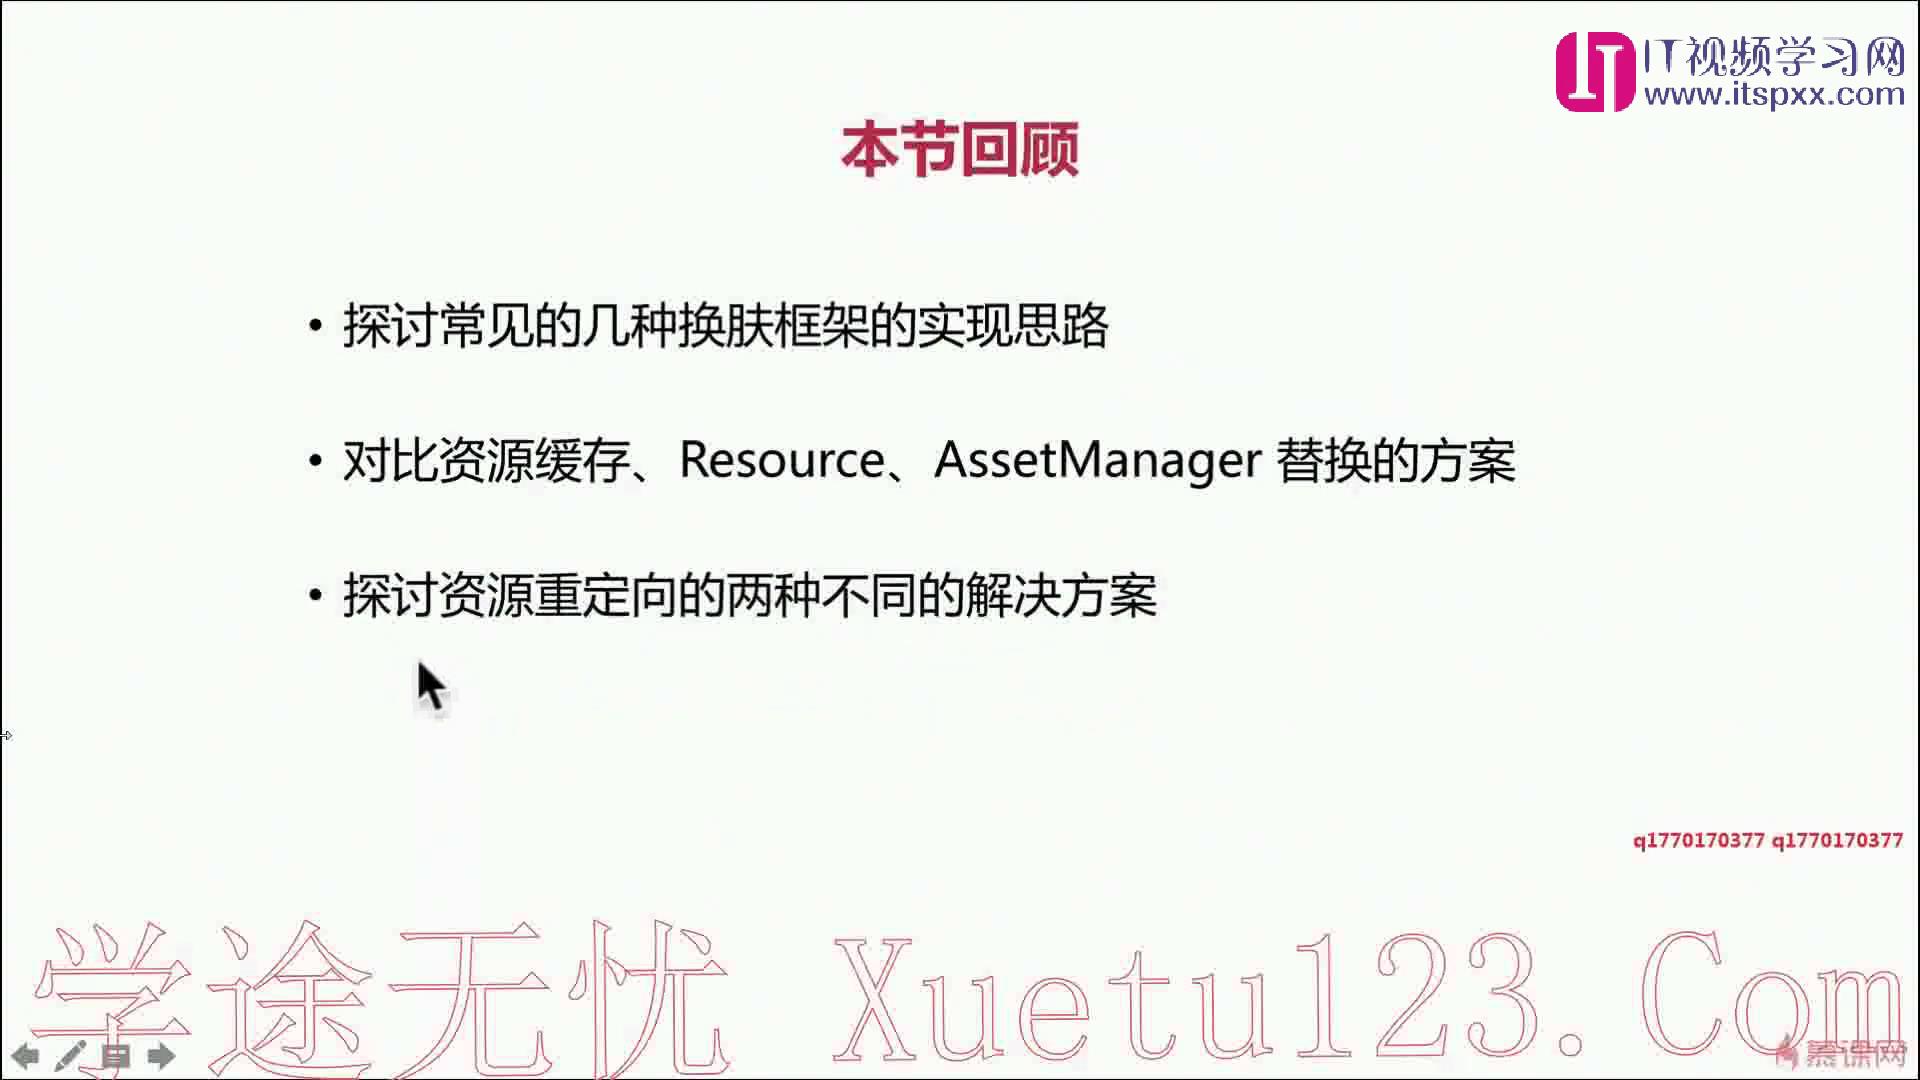 IT视频学习网
www.itspxx.com
本节回顾
• 探讨常见的几种换肤框架的实现思路
• 对比资源缓存、Resource、AssetManager 替换的方案
• 探讨资源重定向的两种不同的解决方案
q1770170377 q1770170377
学途无忧 Xuetu123.Com
慕课网